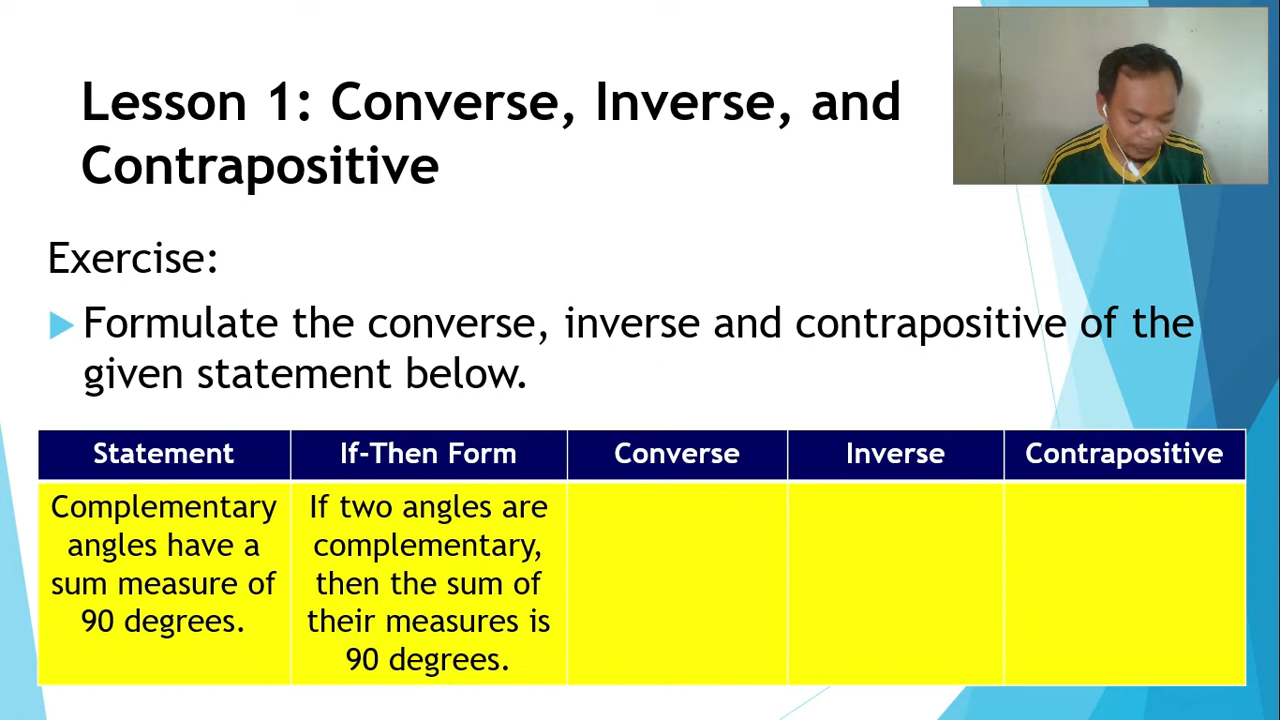 Lesson 1: Converse, Inverse, and
Contrapositive
Exercise:
Formulate the converse, inverse and contrapositive of the
given statement below.
Statement
If-Then Form
Converse
Inverse
Contrapositive
Complementary
angles have a
sum measure of
90 degrees.
If two angles are
complementary,
then the sum of
their measures is
90 degrees.